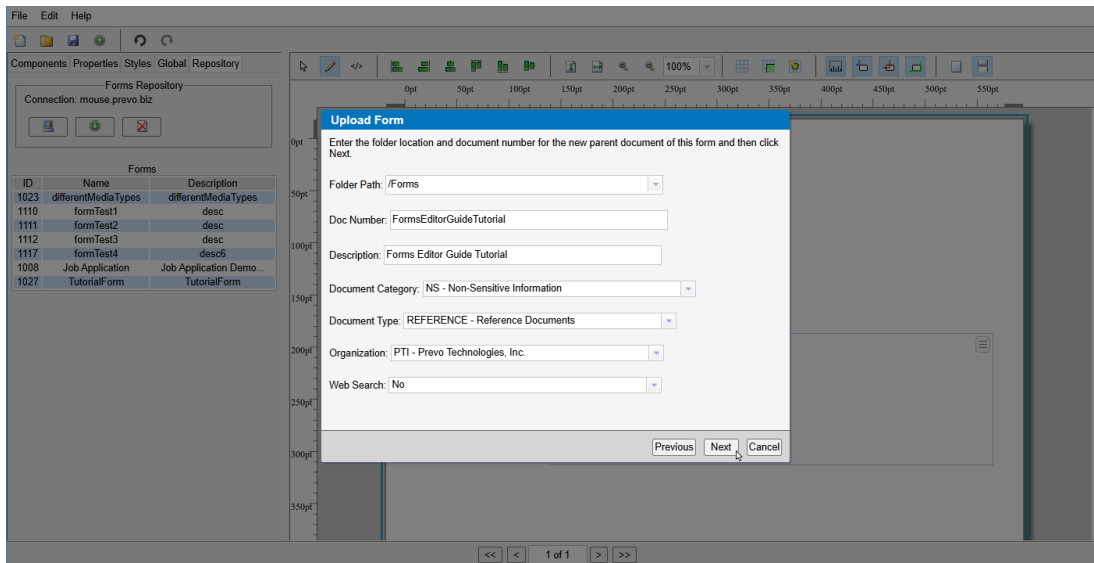 File Edit Help
Components Properties Styles Global Repository
Forms Repository
Connection: mouse.prevo.biz
Forms
ID Name Description
1023 differentMediaTypes differentMediaTypes
1110 formTest1 desc
1111 formTest2 desc
1112 formTest3 desc
1117 formTest4 desc6
1008 Job Application Job Application Demo...
1027 TutorialForm TutorialForm
</> 100%
0pt 50pt 100pt 150pt 200pt 250pt 300pt 350pt 400pt 450pt 500pt 550pt
0pt
50pt
100pt
150pt
200pt
250pt
300pt
350pt
Upload Form
Enter the folder location and document number for the new parent document of this form and then click
Next.
Folder Path: /Forms
Doc Number: FormsEditorGuideTutorial
Description: Forms Editor Guide Tutorial
Document Category: NS - Non-Sensitive Information
Document Type: REFERENCE - Reference Documents
Organization: PTI - Prevo Technologies, Inc.
Web Search: No
Previous Next Cancel
<< < 1 of 1 > >>